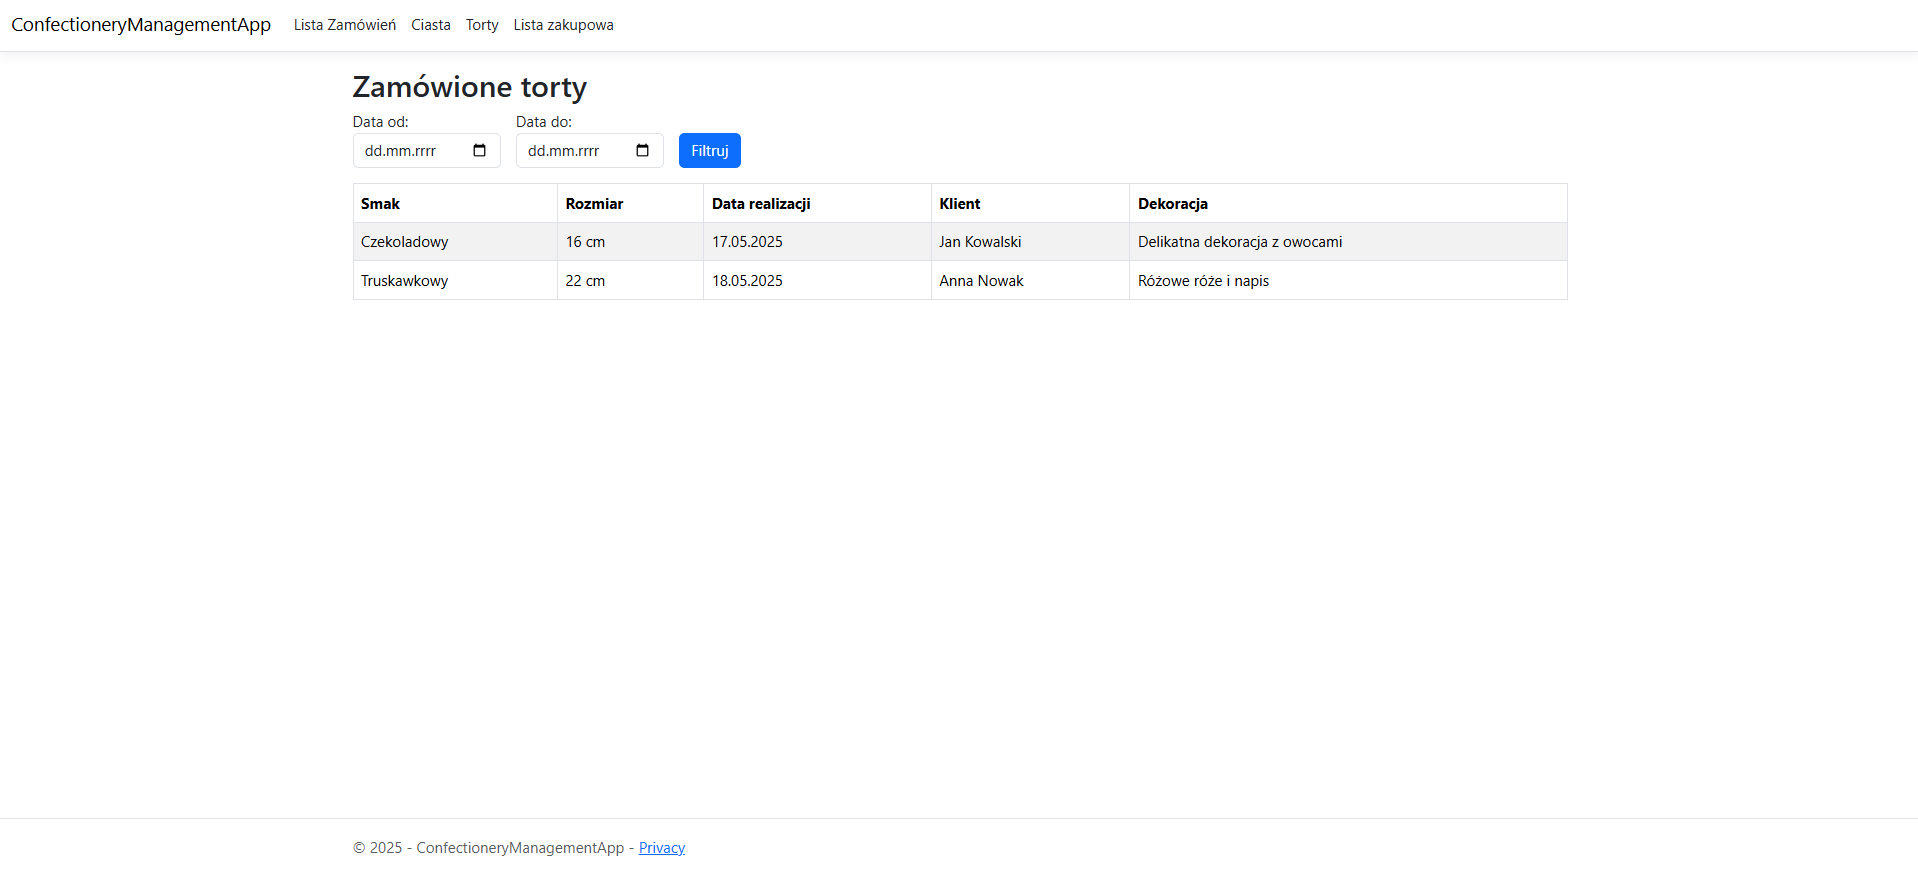 ConfectioneryManagementApp Lista Zamówień Ciasta Torty Lista zakupowa
Zamówione torty
Data od: Data do:
dd.mm.rrrr dd.mm.rrrr Filtruj
Smak Rozmiar Data realizacji Klient Dekoracja
Czekoladowy 16 cm 17.05.2025 Jan Kowalski Delikatna dekoracja z owocami
Truskawkowy 22 cm 18.05.2025 Anna Nowak Różowe róże i napis
© 2025 - ConfectioneryManagementApp - Privacy